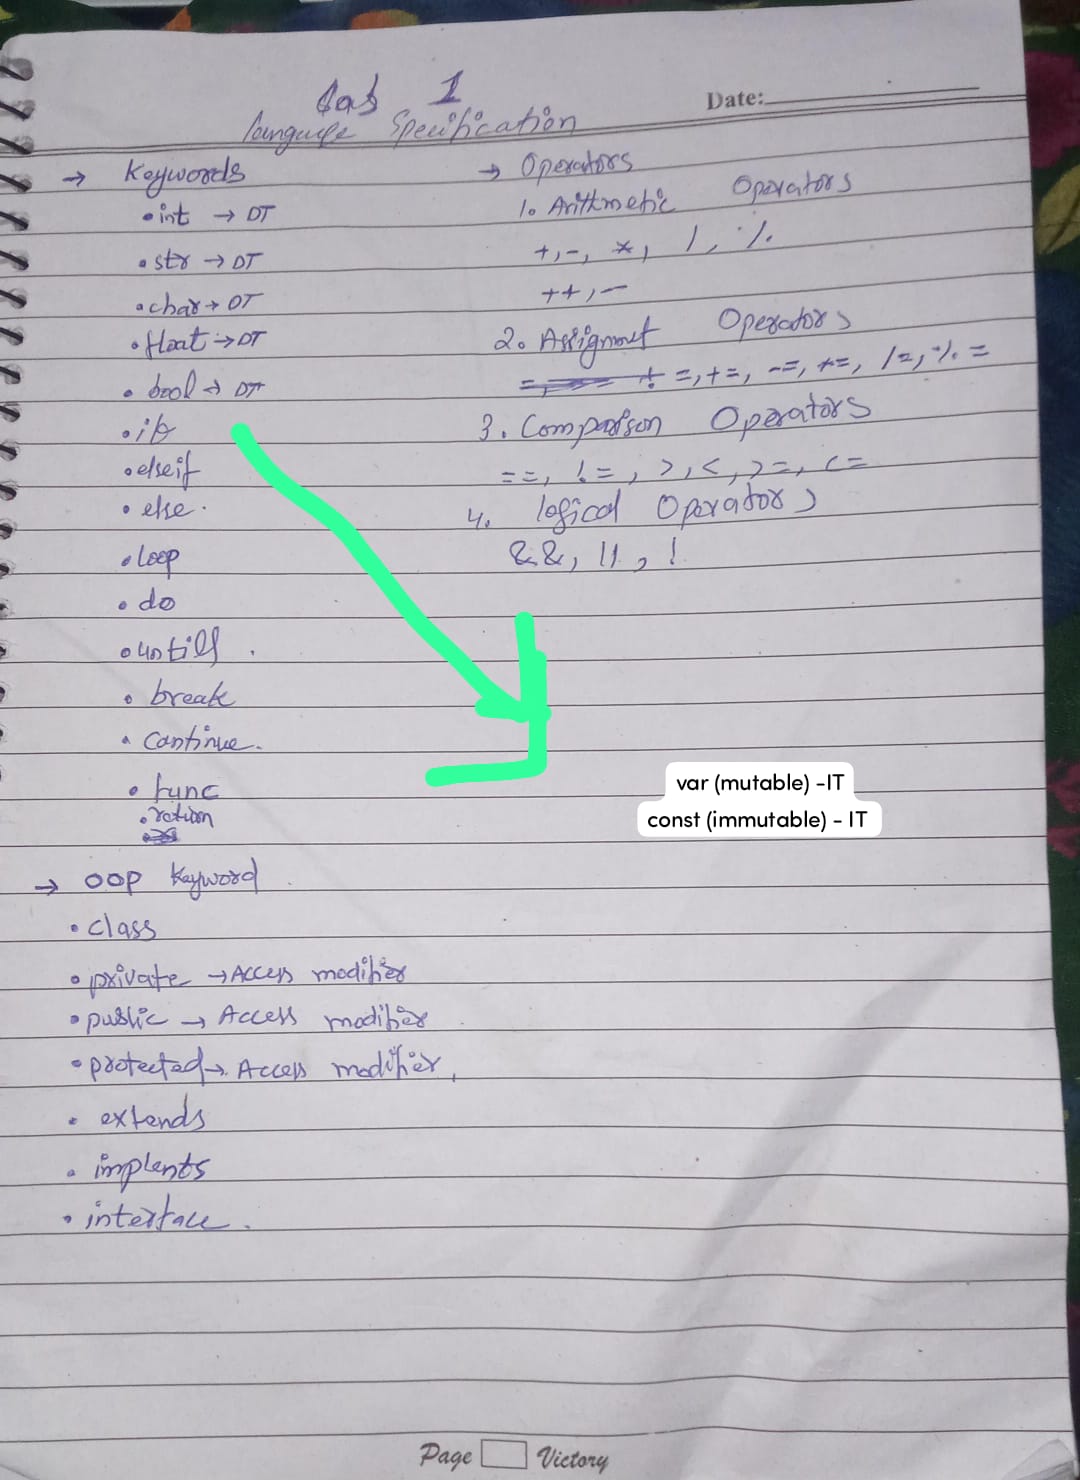 Lab 1
Date:
language Specification
→ Keywords
• int → DT
• str → DT
• char → DT
• float → DT
• bool → DT
• if
• elseif
• else.
• Loop
• do
• until
• break
• Continue.
• func
• return
→ Operators
1. Arithmetic Operators
+, -, *, /, %
++, --
2. Assignment Operators
=, +=, -=, *=, /=, %=
3. Comparison Operators
==, !=, >, <, >=, <=
4. logical Operators
&&, ||, !
var (mutable) -IT
const (immutable) - IT
→ OOP Keyword
• class
• private → Access modifier
• public → Access modifier
• protected → Access modifier,
• extends
• implents
• interface.
Page Victory